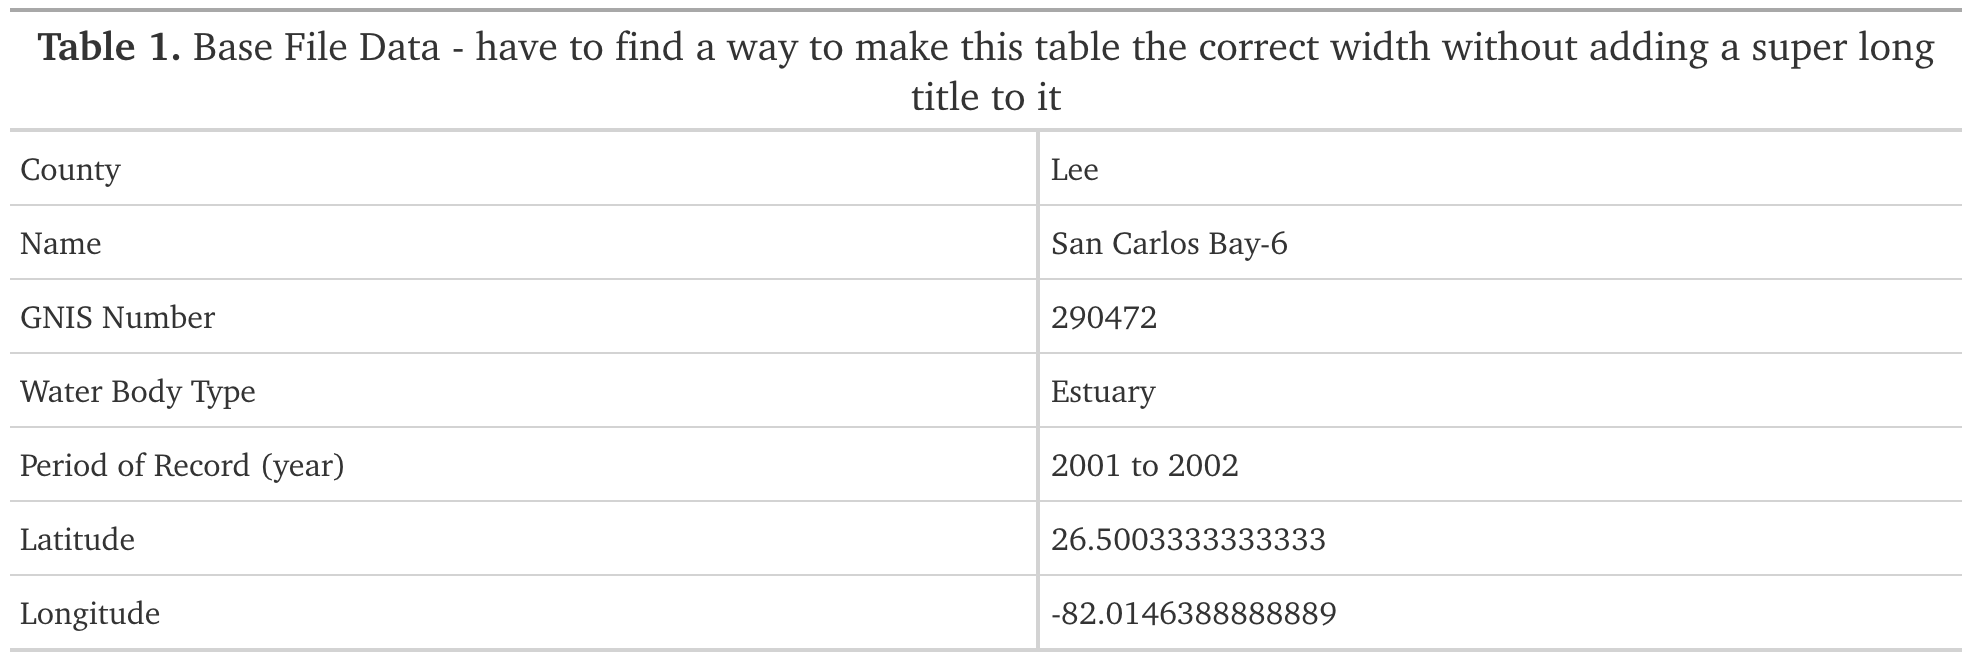 Table 1. Base File Data - have to find a way to make this table the correct width without adding a super long
title to it
County Lee
Name San Carlos Bay-6
GNIS Number 290472
Water Body Type Estuary
Period of Record (year) 2001 to 2002
Latitude 26.5003333333333
Longitude -82.0146388888889